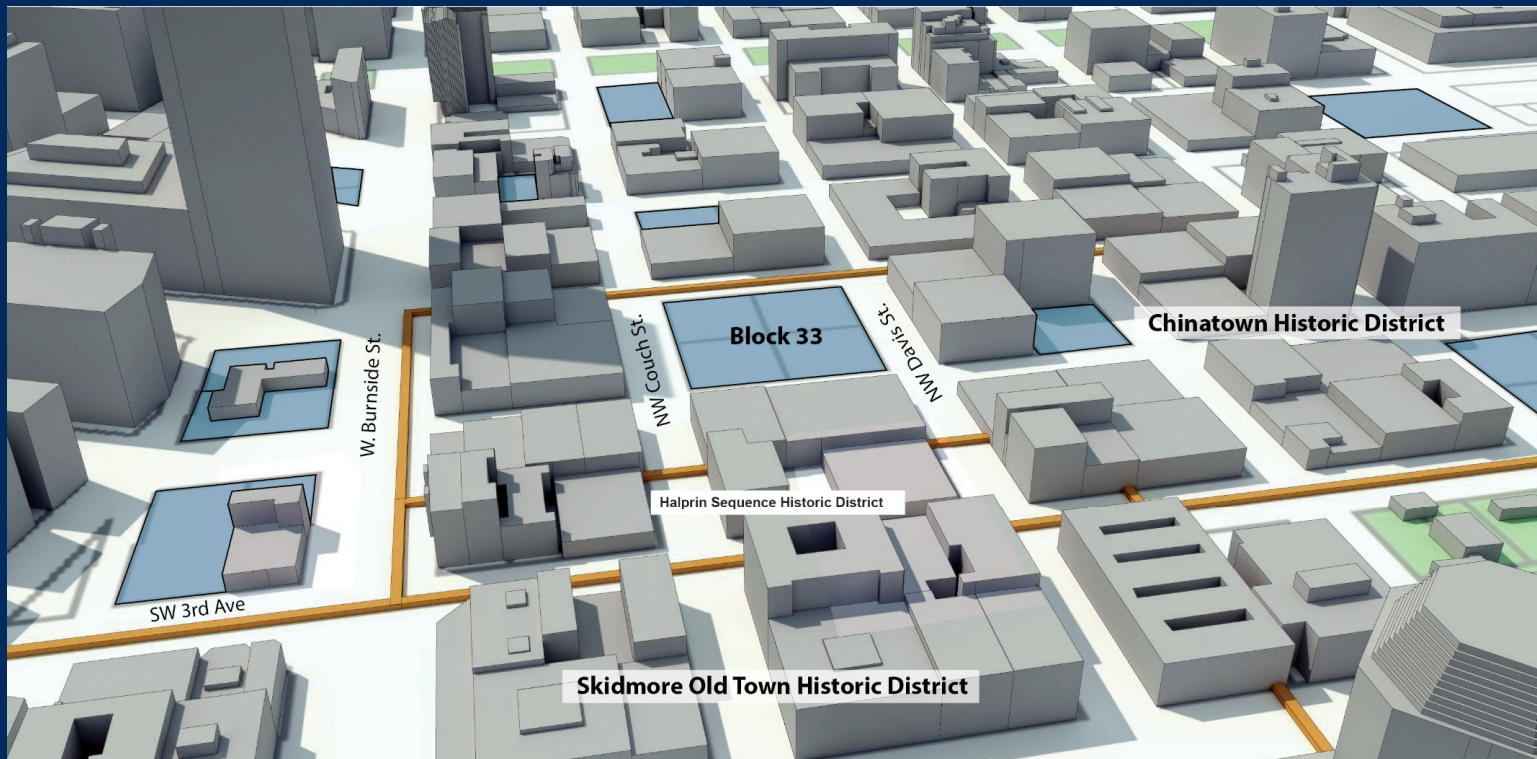 Block 33
Chinatown Historic District
W. Burnside St.
NW Couch St.
NW Davis St.
Halprin Sequence Historic District
SW 3rd Ave
Skidmore Old Town Historic District